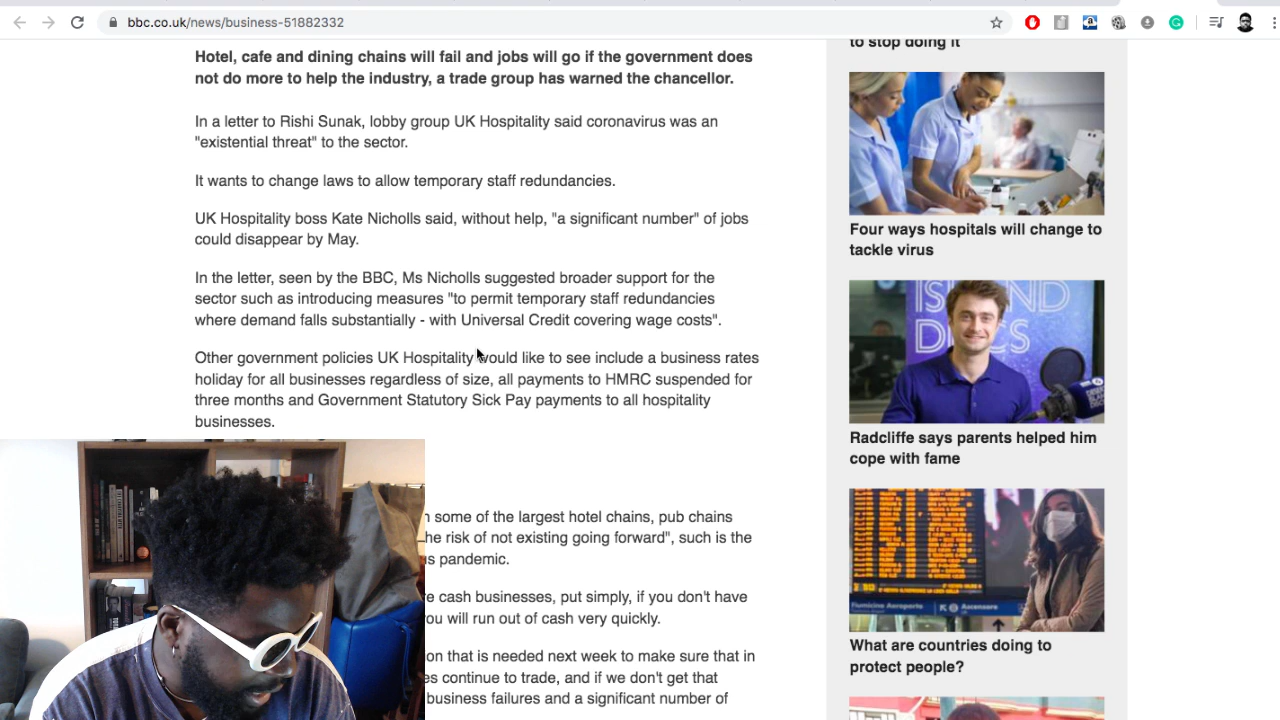 bbc.co.uk/news/business-51882332
Hotel, cafe and dining chains will fail and jobs will go if the government does
not do more to help the industry, a trade group has warned the chancellor.
In a letter to Rishi Sunak, lobby group UK Hospitality said coronavirus was an
"existential threat" to the sector.
It wants to change laws to allow temporary staff redundancies.
UK Hospitality boss Kate Nicholls said, without help, "a significant number" of jobs
could disappear by May.
In the letter, seen by the BBC, Ms Nicholls suggested broader support for the
sector such as introducing measures "to permit temporary staff redundancies
where demand falls substantially - with Universal Credit covering wage costs".
Other government policies UK Hospitality would like to see include a business rates
holiday for all businesses regardless of size, all payments to HMRC suspended for
three months and Government Statutory Sick Pay payments to all hospitality
businesses.
some of the largest hotel chains, pub chains
he risk of not existing going forward", such is the
s pandemic.
e cash businesses, put simply, if you don't have
ou will run out of cash very quickly.
on that is needed next week to make sure that in
es continue to trade, and if we don't get that
business failures and a significant number of
to stop doing it
Four ways hospitals will change to
tackle virus
ISLAND
DISCS
Radcliffe says parents helped him
cope with fame
Fiumicino Aeroporto
Ascensore
What are countries doing to
protect people?